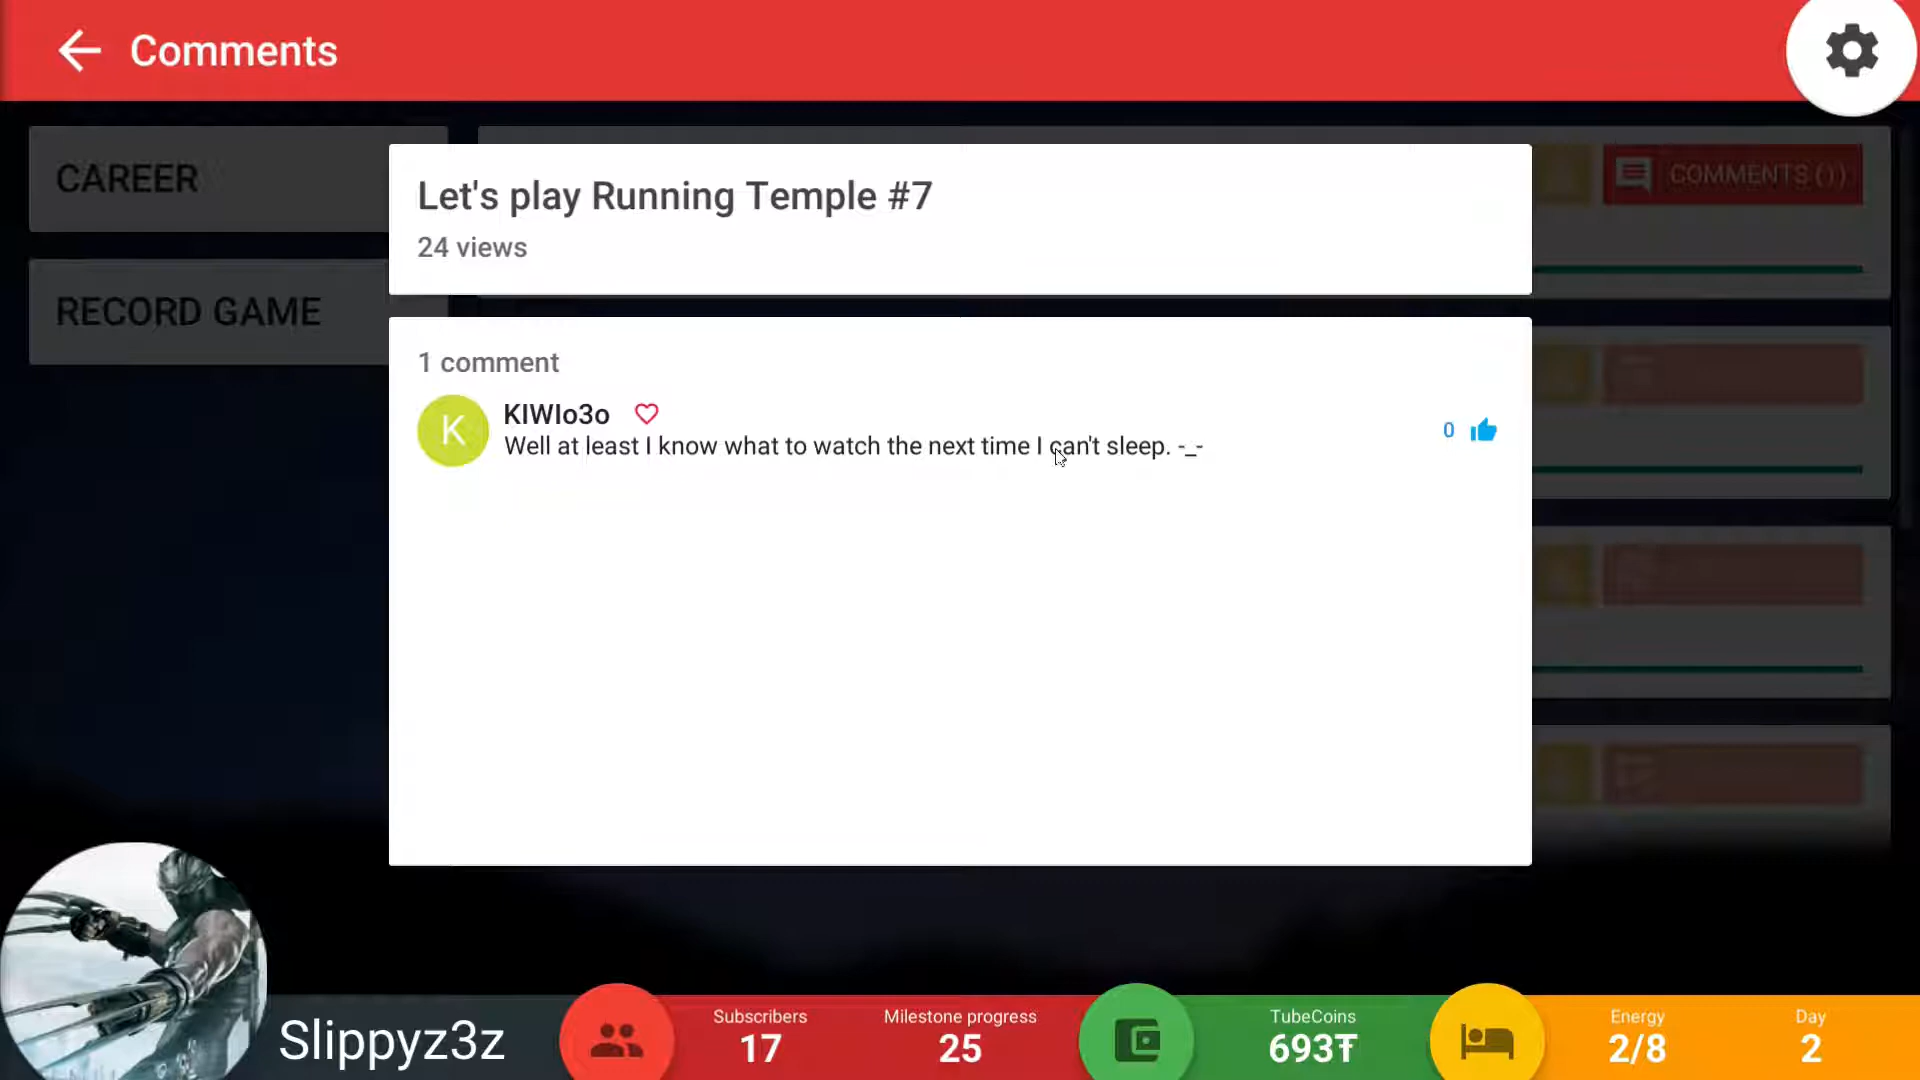 Comments
CAREER
COMMENTS (1)
Let's play Running Temple #7
24 views
RECORD GAME
1 comment
K
KIWIo3o
Well at least I know what to watch the next time I can't sleep. -_-
0
Slippyz3z
Subscribers
17
Milestone progress
25
TubeCoins
693Ŧ
Energy
2/8
Day
2